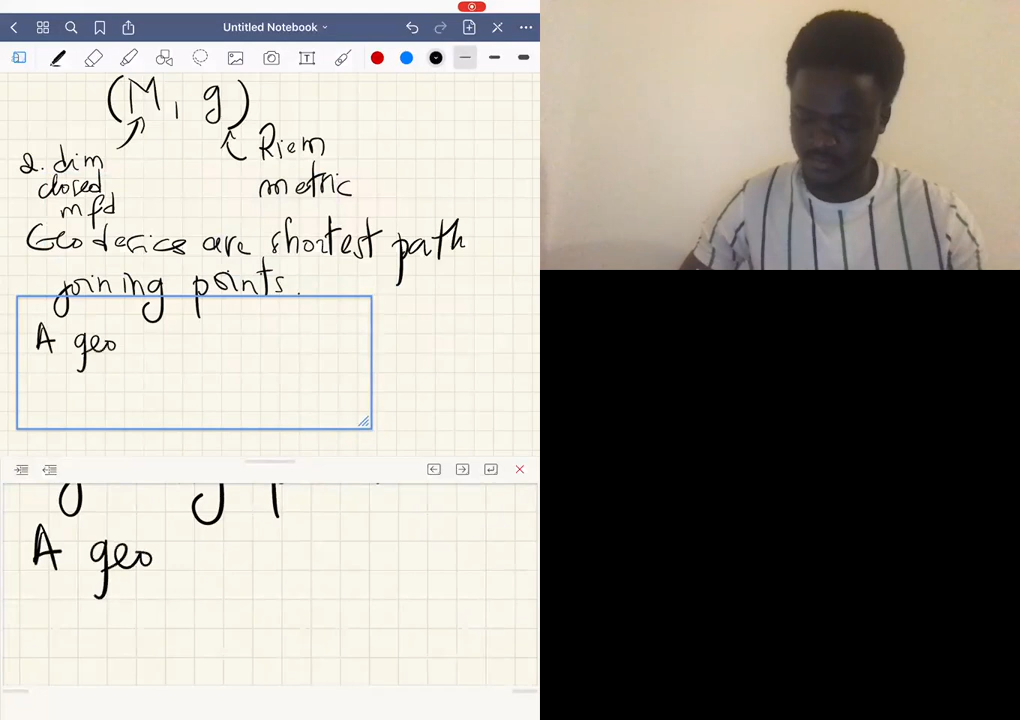 Untitled Notebook
(M, g)
Riem
metric
2. dim
closed
mfd
Geodesics are shortest path
joining points.
A geo
A geo